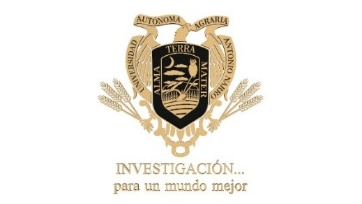 UNIVERSIDAD AUTONOMA AGRARIA ANTONIO NARRO
ALMA TERRA MATER
INVESTIGACIÓN...
para un mundo mejor